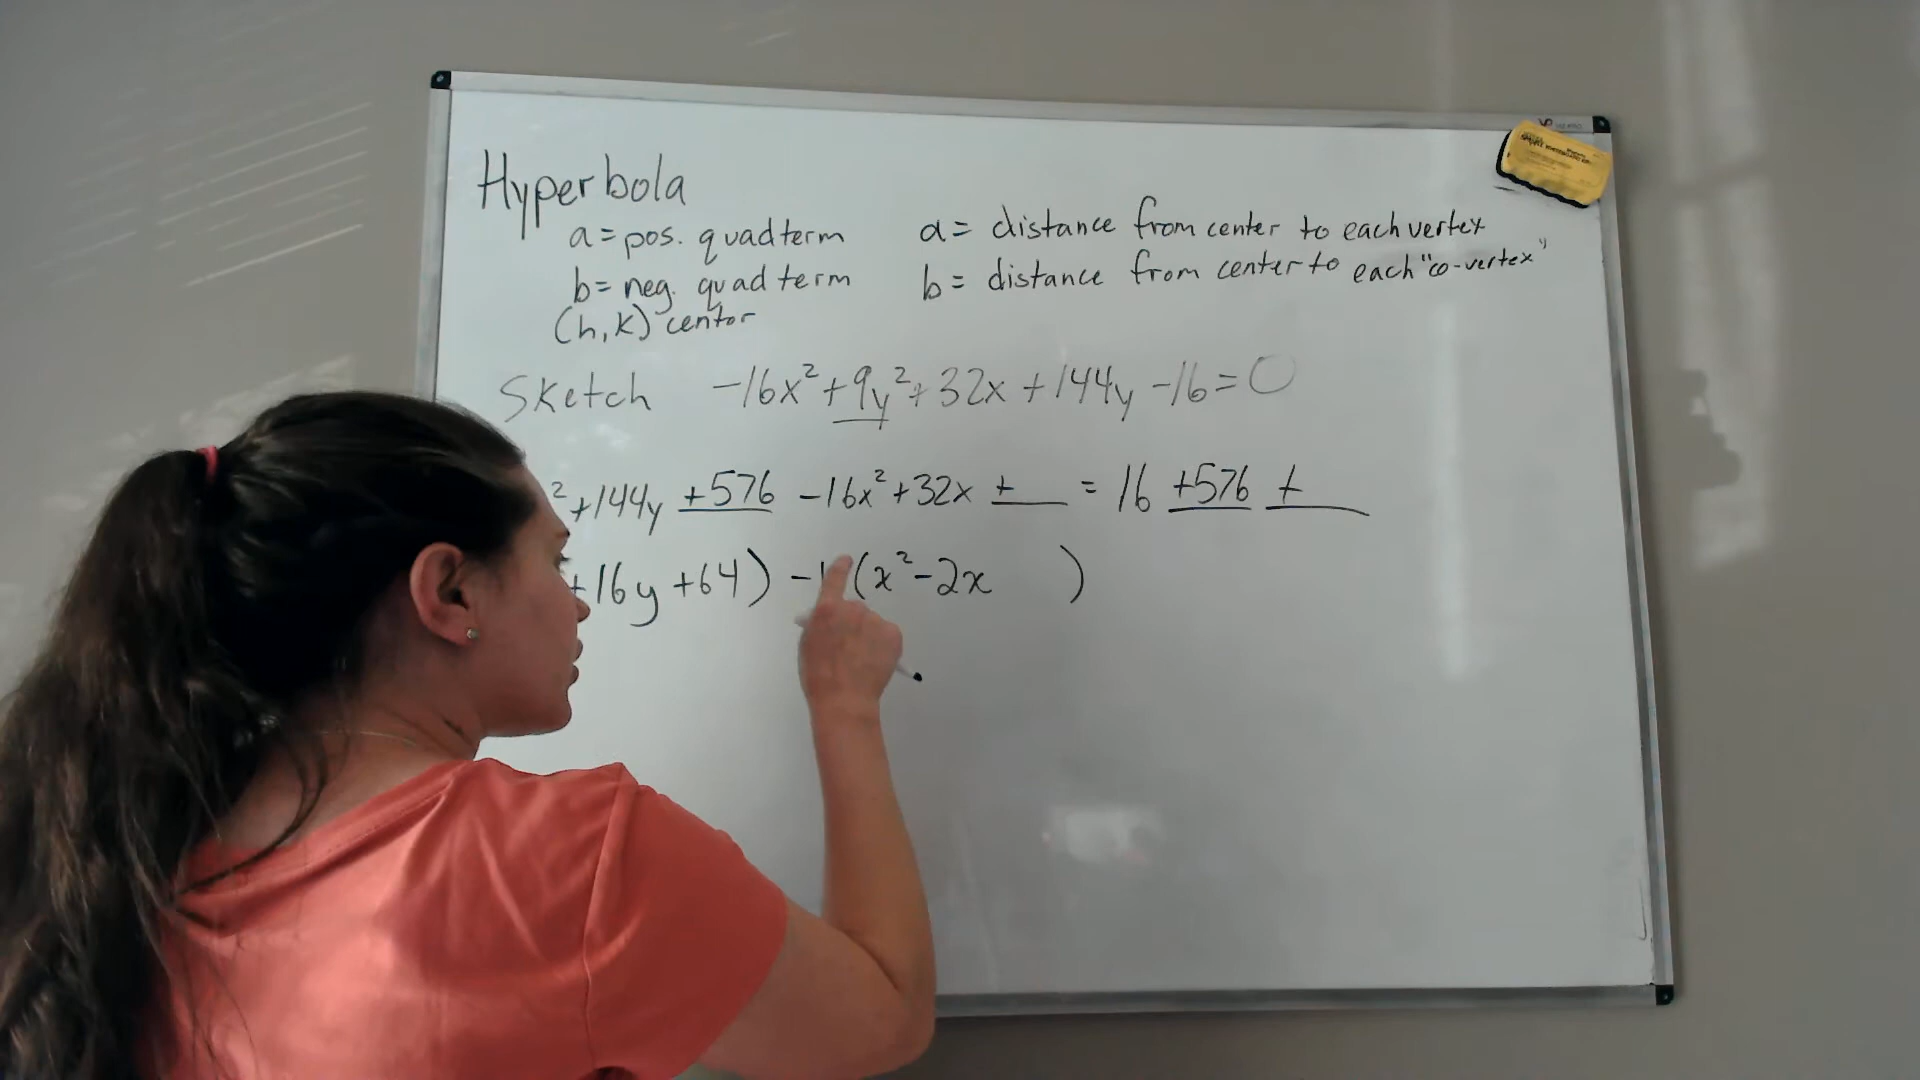 Hyperbola
a = pos. quad term
b = neg. quad term
(h, k) center
a = distance from center to each vertex
b = distance from center to each "co-vertex"
Sketch -16x² + 9y² + 32x + 144y - 16 = 0
² + 144y + 576 - 16x² + 32x + ___ = 16 + 576 + ___
+ 16y + 64) - 1 (x² - 2x )